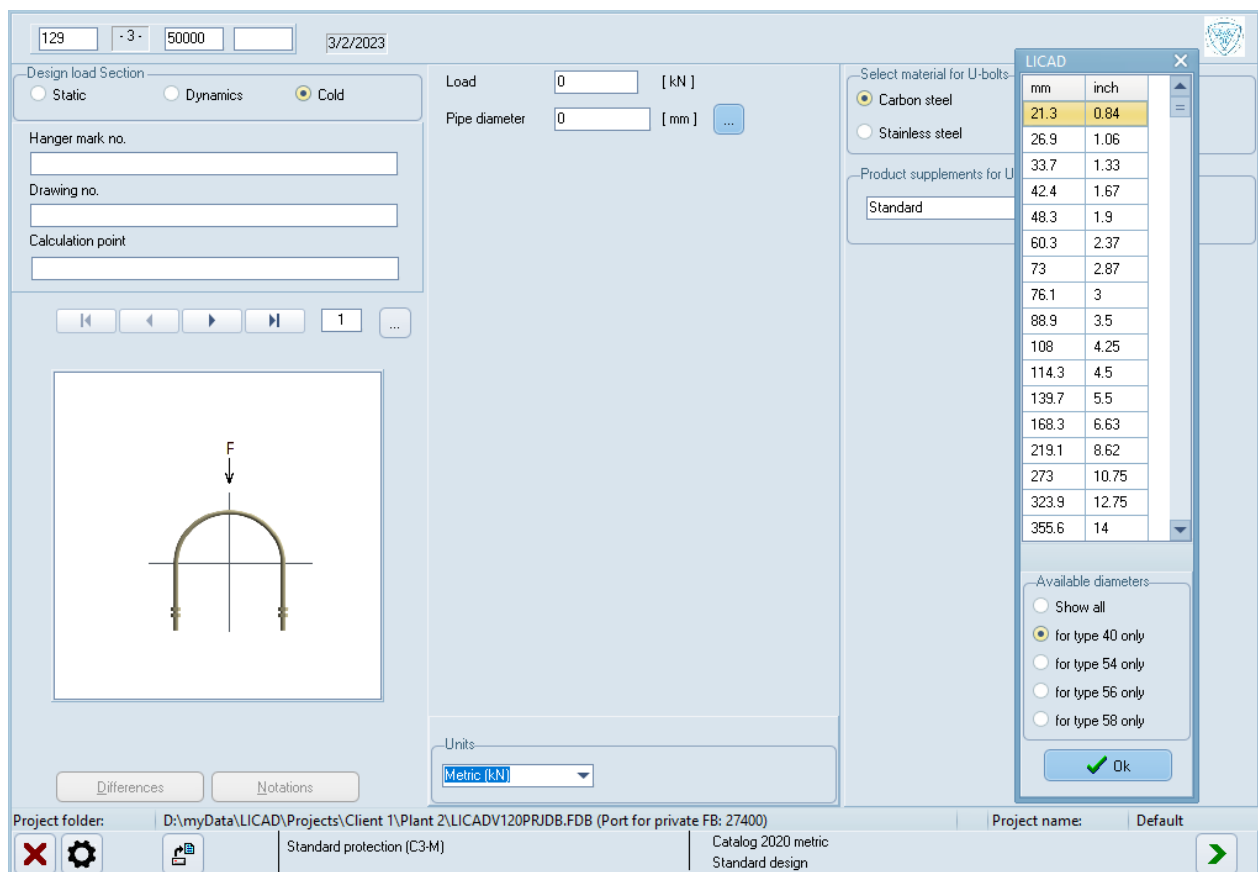 129 - 3 - 50000
3/2/2023
Design load Section
Static Dynamics Cold
Hanger mark no.
Drawing no.
Calculation point
1 ...
F
Differences Notations
Load 0 [ kN ]
Pipe diameter 0 [ mm ] ...
Units
Metric (kN)
Select material for U-bolts
Carbon steel
Stainless steel
Product supplements for U
Standard
LICAD
mm inch
21.3 0.84
26.9 1.06
33.7 1.33
42.4 1.67
48.3 1.9
60.3 2.37
73 2.87
76.1 3
88.9 3.5
108 4.25
114.3 4.5
139.7 5.5
168.3 6.63
219.1 8.62
273 10.75
323.9 12.75
355.6 14
Available diameters
Show all
for type 40 only
for type 54 only
for type 56 only
for type 58 only
Ok
Project folder: D:\myData\LICAD\Projects\Client 1\Plant 2\LICADV120PRJDB.FDB (Port for private FB: 27400) Project name: Default
Standard protection (C3-M)
Catalog 2020 metric
Standard design